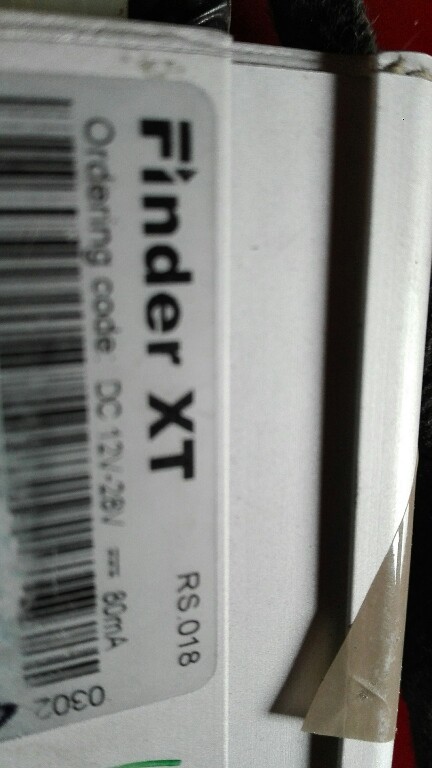 Finder XT
RS.018
Ordering code: DC 12V-28V ⎓ 80mA
0302